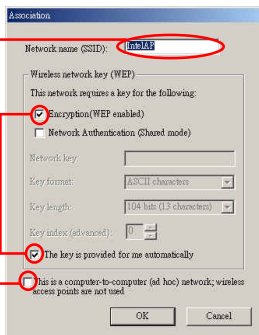 Association
Network name (SSID):
IntelAP
Wireless network key (WEP)
This network requires a key for the following:
Encryption(WEP enabled)
Network Authentication (Shared mode)
Network key:
Key format:
ASCII characters
Key length:
104 bits (13 characters)
Key index (advanced):
0
The key is provided for me automatically
This is a computer-to-computer (ad hoc) network; wireless
access points are not used
OK
Cancel